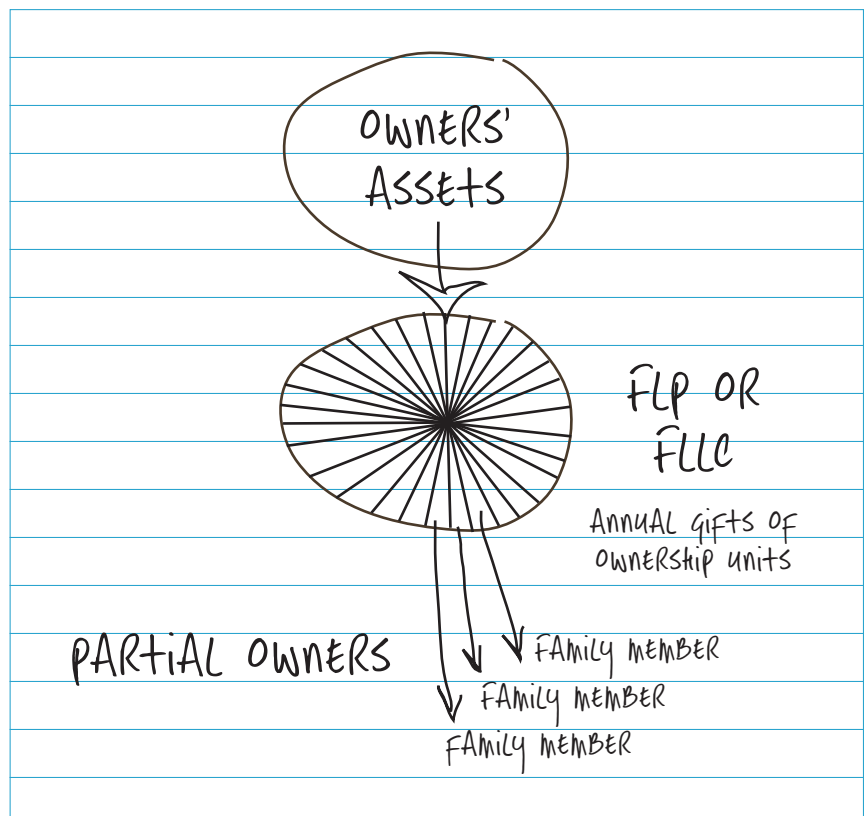 OWNERS'
ASSETS
FLP OR
FLLC
ANNUAL GIFTS OF
OWNERSHIP UNITS
PARTIAL OWNERS
FAMILY MEMBER
FAMILY MEMBER
FAMILY MEMBER